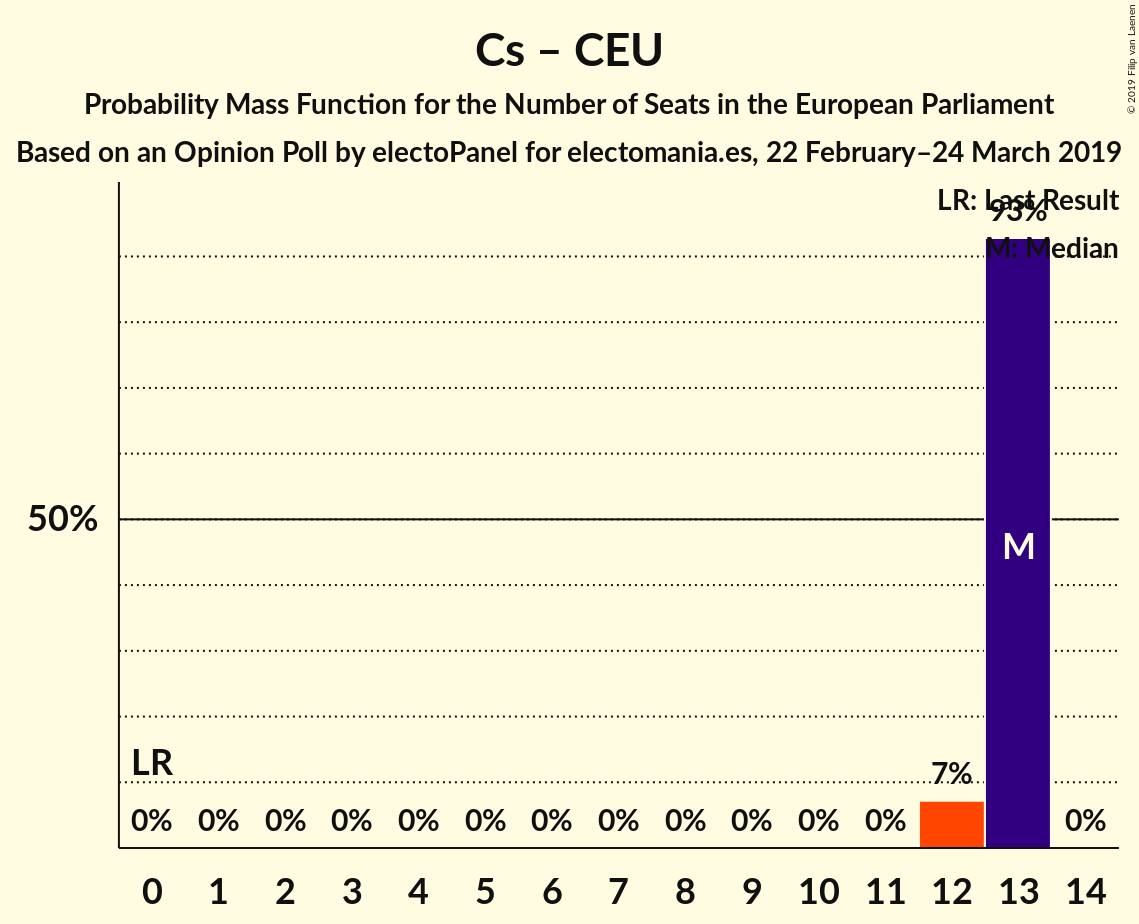 Cs – CEU
Probability Mass Function for the Number of Seats in the European Parliament
Based on an Opinion Poll by electoPanel for electomania.es, 22 February–24 March 2019
© 2019 Filip van Laenen
LR: Last Result
93%
M: Median
50%
M
LR
7%
0% 0% 0% 0% 0% 0% 0% 0% 0% 0% 0% 0% 0%
0 1 2 3 4 5 6 7 8 9 10 11 12 13 14